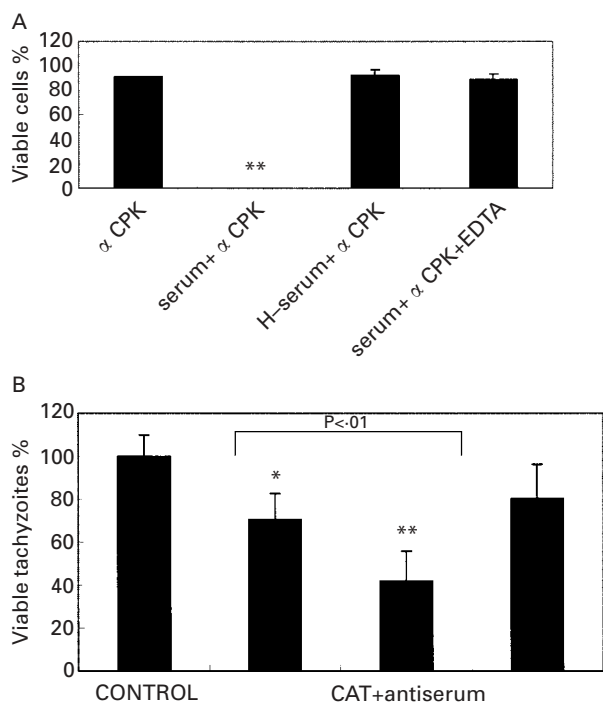 A
Viable cells %
120
100
80
60
40
20
0
**
α CPK
serum+ α CPK
H–serum+ α CPK
serum+ α CPK+EDTA
B
Viable tachyzoites %
120
100
80
60
40
20
0
P<·01
*
**
CONTROL
CAT+antiserum